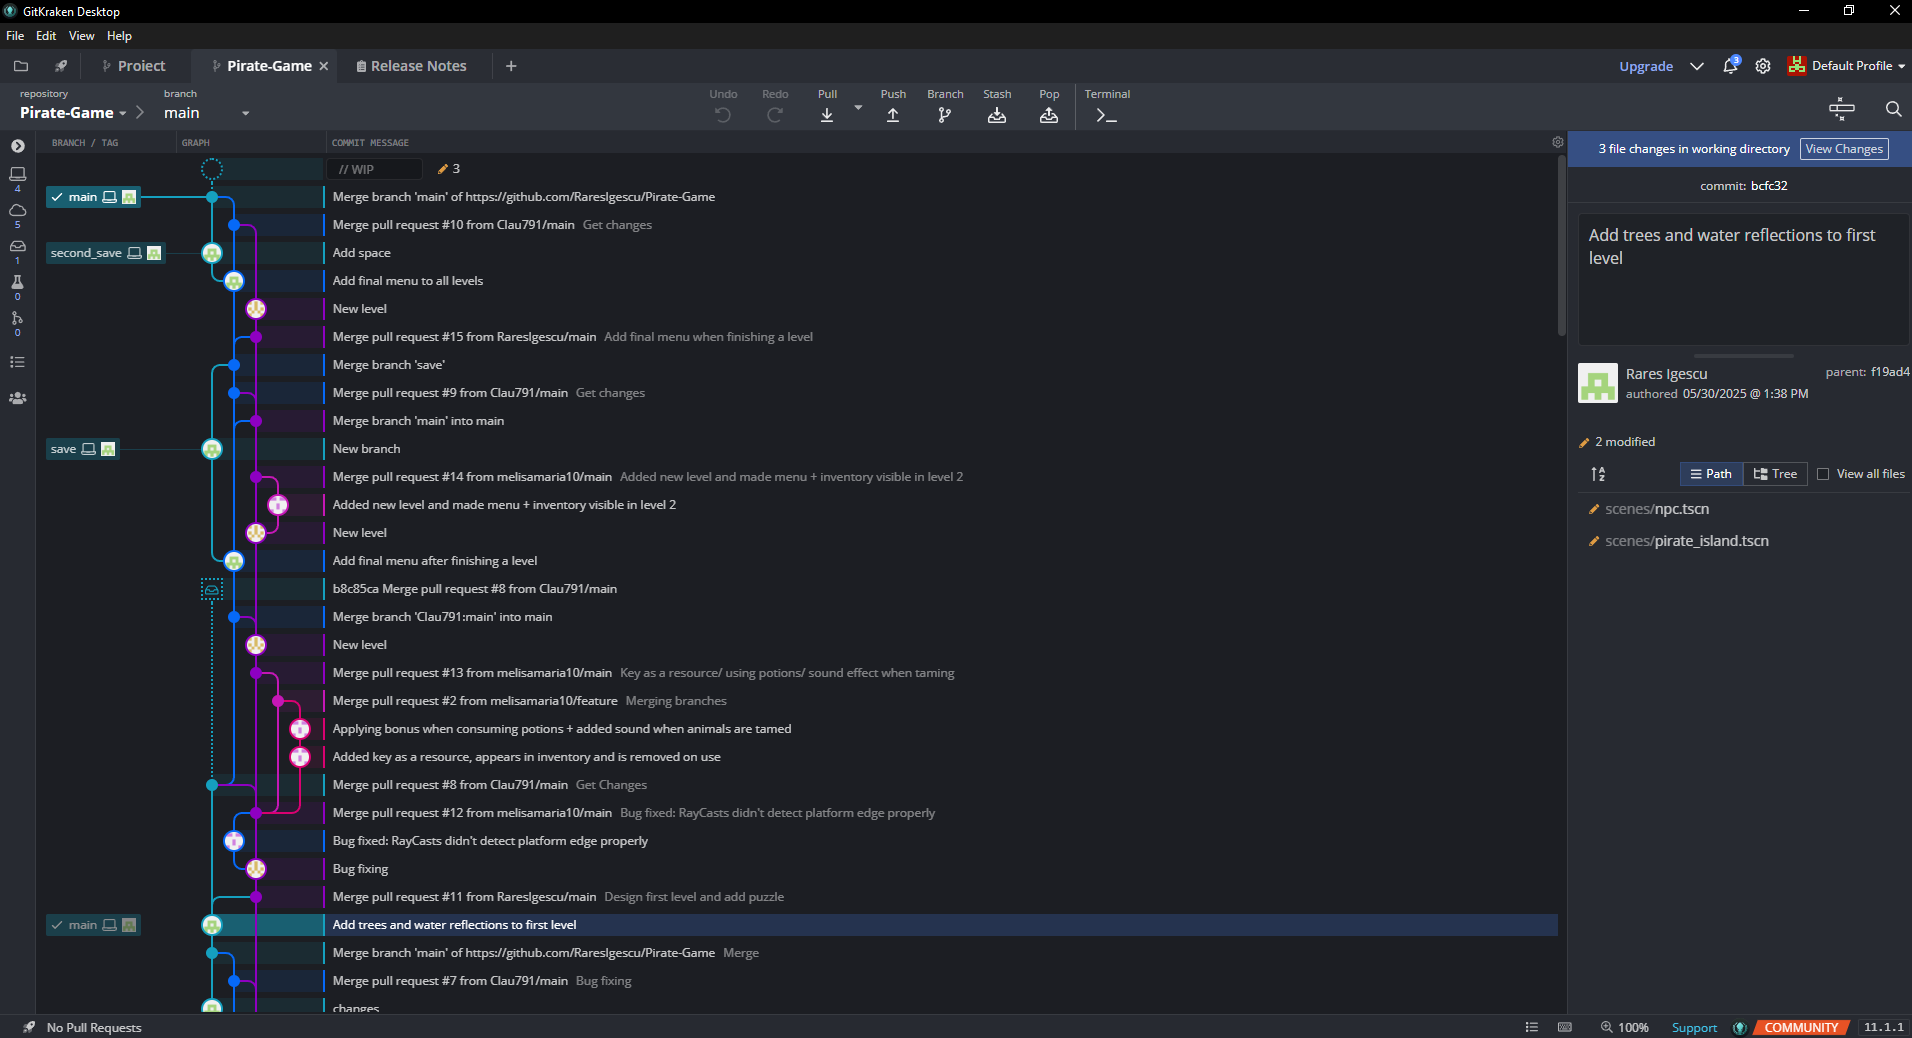 GitKraken Desktop
File Edit View Help
Project
Pirate-Game
Release Notes
Upgrade
3
Default Profile
repository
Pirate-Game
branch
main
Undo
Redo
Pull
Push
Branch
Stash
Pop
Terminal
BRANCH / TAG
GRAPH
COMMIT MESSAGE
4
5
1
0
0
// WIP
3
main
Merge branch 'main' of https://github.com/RaresIgescu/Pirate-Game
Merge pull request #10 from Clau791/main Get changes
second_save
Add space
Add final menu to all levels
New level
Merge pull request #15 from RaresIgescu/main Add final menu when finishing a level
Merge branch 'save'
Merge pull request #9 from Clau791/main Get changes
Merge branch 'main' into main
save
New branch
Merge pull request #14 from melisamaria10/main Added new level and made menu + inventory visible in level 2
Added new level and made menu + inventory visible in level 2
New level
Add final menu after finishing a level
b8c85ca Merge pull request #8 from Clau791/main
Merge branch 'Clau791:main' into main
New level
Merge pull request #13 from melisamaria10/main Key as a resource/ using potions/ sound effect when taming
Merge pull request #2 from melisamaria10/feature Merging branches
Applying bonus when consuming potions + added sound when animals are tamed
Added key as a resource, appears in inventory and is removed on use
Merge pull request #8 from Clau791/main Get Changes
Merge pull request #12 from melisamaria10/main Bug fixed: RayCasts didn't detect platform edge properly
Bug fixed: RayCasts didn't detect platform edge properly
Bug fixing
Merge pull request #11 from RaresIgescu/main Design first level and add puzzle
main
Add trees and water reflections to first level
Merge branch 'main' of https://github.com/RaresIgescu/Pirate-Game Merge
Merge pull request #7 from Clau791/main Bug fixing
changes
3 file changes in working directory
View Changes
commit: bcfc32
Add trees and water reflections to first
level
Rares Igescu
parent: f19ad4
authored 05/30/2025 @ 1:38 PM
2 modified
Path
Tree
View all files
scenes/npc.tscn
scenes/pirate_island.tscn
No Pull Requests
100%
Support
COMMUNITY
11.1.1